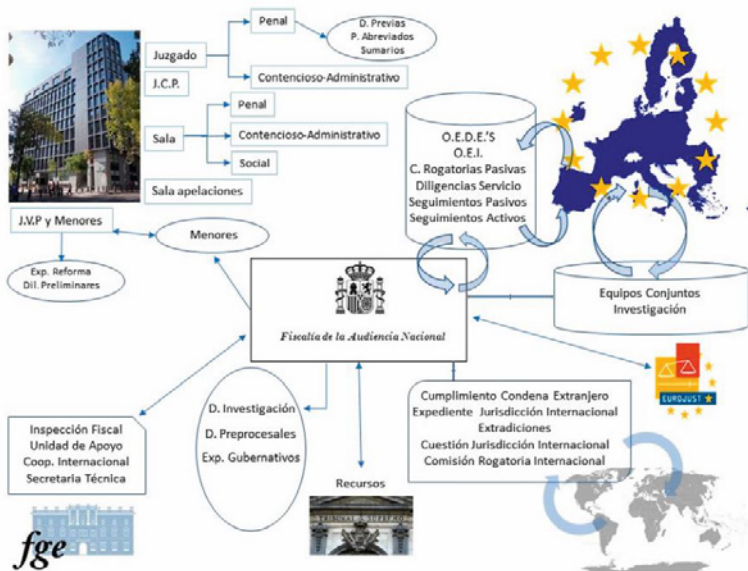 Juzgado
Penal
D. Previas
P. Abreviados
Sumarios
J.C.P.
Contencioso-Administrativo
Sala
Penal
Contencioso-Administrativo
Social
Sala apelaciones
O.E.D.E.'S
O.E.I.
C. Rogatorias Pasivas
Diligencias Servicio
Seguimientos Pasivos
Seguimientos Activos
J.V.P y Menores
Menores
Exp. Reforma
Dil. Preliminares
Fiscalía de la Audiencia Nacional
Equipos Conjuntos
Investigación
EUROJUST
Inspección Fiscal
Unidad de Apoyo
Coop. Internacional
Secretaria Técnica
fge
D. Investigación
D. Preprocesales
Exp. Gubernativos
Recursos
TRIBUNAL SUPREMO
Cumplimiento Condena Extranjero
Expediente Jurisdicción Internacional
Extradiciones
Cuestión Jurisdicción Internacional
Comisión Rogatoria Internacional